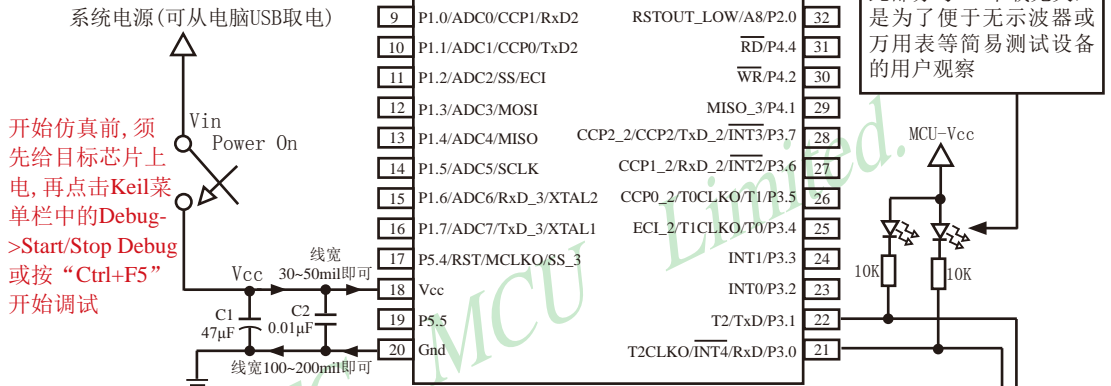 系统电源(可从电脑USB取电)
Vin
Power On
开始仿真前,须
先给目标芯片上
电,再点击Keil菜
单栏中的Debug-
>Start/Stop Debug
或按“Ctrl+F5”
开始调试
Vcc
线宽
30~50mil即可
C1
47μF
C2
0.01μF
线宽100~200mil即可
9 P1.0/ADC0/CCP1/RxD2
10 P1.1/ADC1/CCP0/TxD2
11 P1.2/ADC2/SS/ECI
12 P1.3/ADC3/MOSI
13 P1.4/ADC4/MISO
14 P1.5/ADC5/SCLK
15 P1.6/ADC6/RxD_3/XTAL2
16 P1.7/ADC7/TxD_3/XTAL1
17 P5.4/RST/MCLKO/SS_3
18 Vcc
19 P5.5
20 Gnd
RSTOUT_LOW/A8/P2.0 32
RD/P4.4 31
WR/P4.2 30
MISO_3/P4.1 29
CCP2_2/CCP2/TxD_2/INT3/P3.7 28
CCP1_2/RxD_2/INT2/P3.6 27
CCP0_2/T0CLKO/T1/P3.5 26
ECI_2/T1CLKO/T0/P3.4 25
INT1/P3.3 24
INT0/P3.2 23
T2/TxD/P3.1 22
T2CLKO/INT4/RxD/P3.0 21
是为了便于无示波器或
万用表等简易测试设备
的用户观察
MCU-Vcc
10K
10K
MCU Limited.